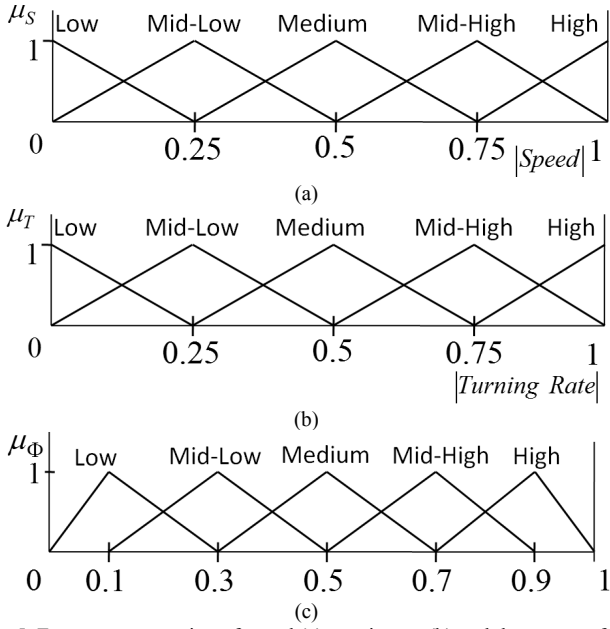 μS
Low Mid-Low Medium Mid-High High
1
0 0.25 0.5 0.75 |Speed| 1
(a)
μT
Low Mid-Low Medium Mid-High High
1
0 0.25 0.5 0.75 1
|Turning Rate|
(b)
μΦ
Low Mid-Low Medium Mid-High High
1
0 0.1 0.3 0.5 0.7 0.9 1
(c)